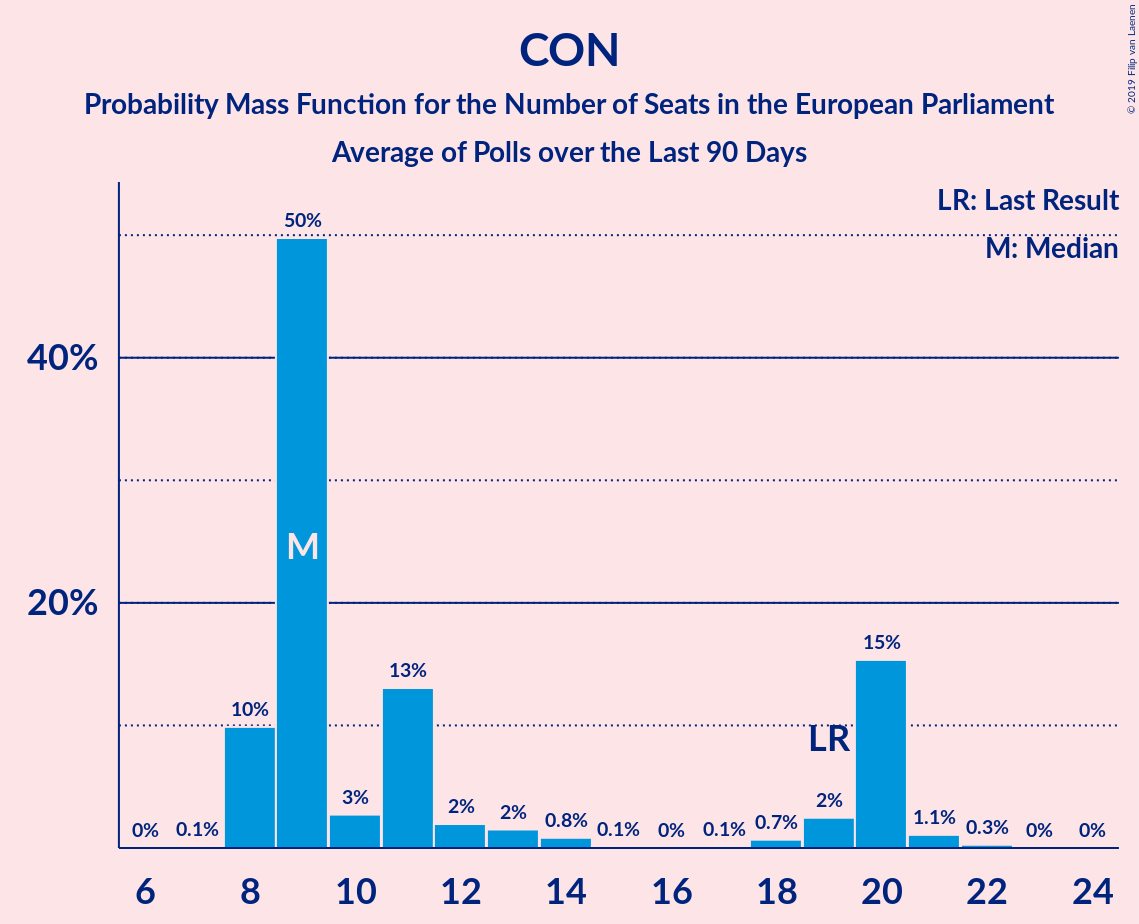 CON
Probability Mass Function for the Number of Seats in the European Parliament
Average of Polls over the Last 90 Days
© 2019 Filip van Laenen
LR: Last Result
M: Median
40%
20%
0%
0.1%
10%
50%
M
3%
13%
2%
2%
0.8%
0.1%
0%
0.1%
0.7%
LR
2%
15%
1.1%
0.3%
0%
0%
6 8 10 12 14 16 18 20 22 24